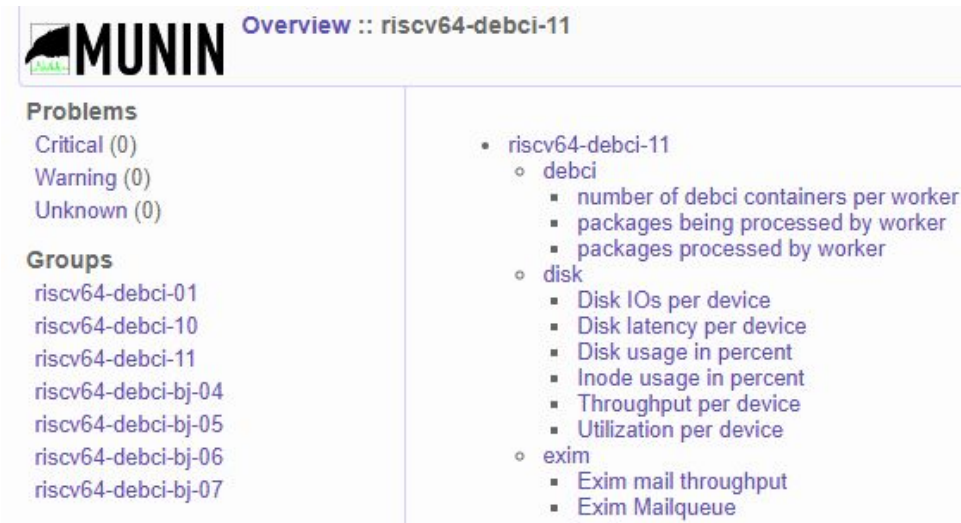 MUNIN
Overview :: riscv64-debci-11
Problems
Critical (0)
Warning (0)
Unknown (0)
Groups
riscv64-debci-01
riscv64-debci-10
riscv64-debci-11
riscv64-debci-bj-04
riscv64-debci-bj-05
riscv64-debci-bj-06
riscv64-debci-bj-07
riscv64-debci-11
debci
number of debci containers per worker
packages being processed by worker
packages processed by worker
disk
Disk IOs per device
Disk latency per device
Disk usage in percent
Inode usage in percent
Throughput per device
Utilization per device
exim
Exim mail throughput
Exim Mailqueue